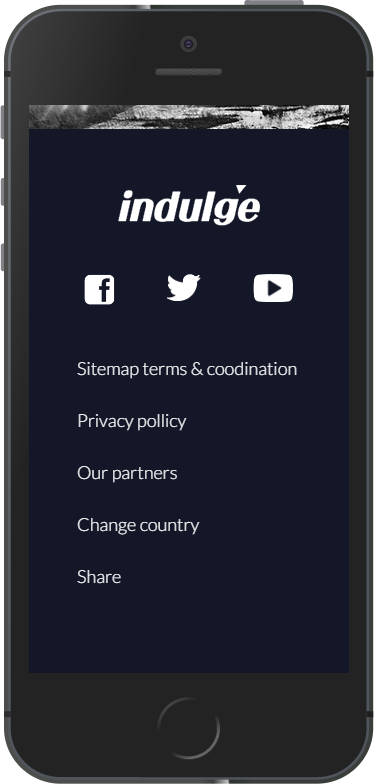 indulge
Sitemap terms & coodination
Privacy pollicy
Our partners
Change country
Share